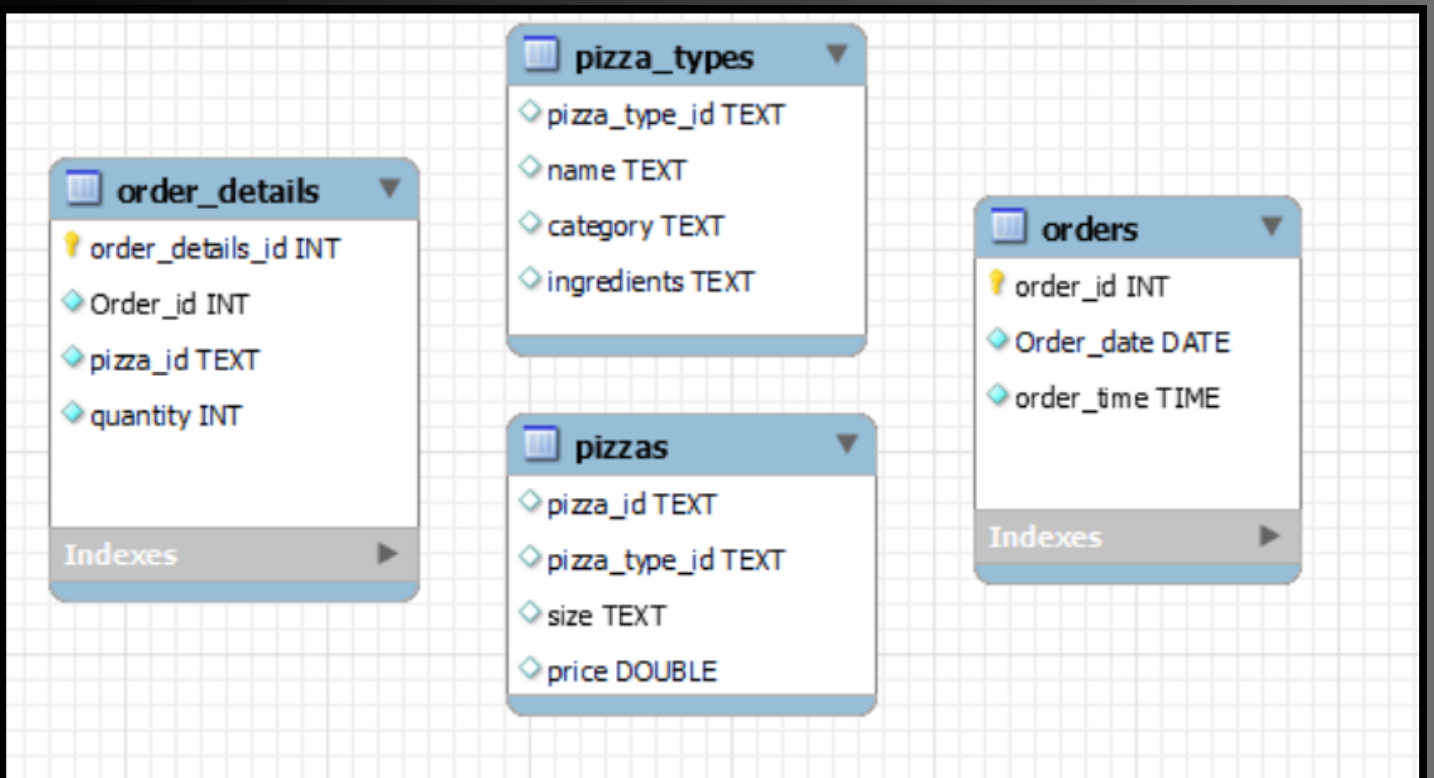 order_details
order_details_id INT
Order_id INT
pizza_id TEXT
quantity INT
Indexes
pizza_types
pizza_type_id TEXT
name TEXT
category TEXT
ingredients TEXT
pizzas
pizza_id TEXT
pizza_type_id TEXT
size TEXT
price DOUBLE
orders
order_id INT
Order_date DATE
order_time TIME
Indexes